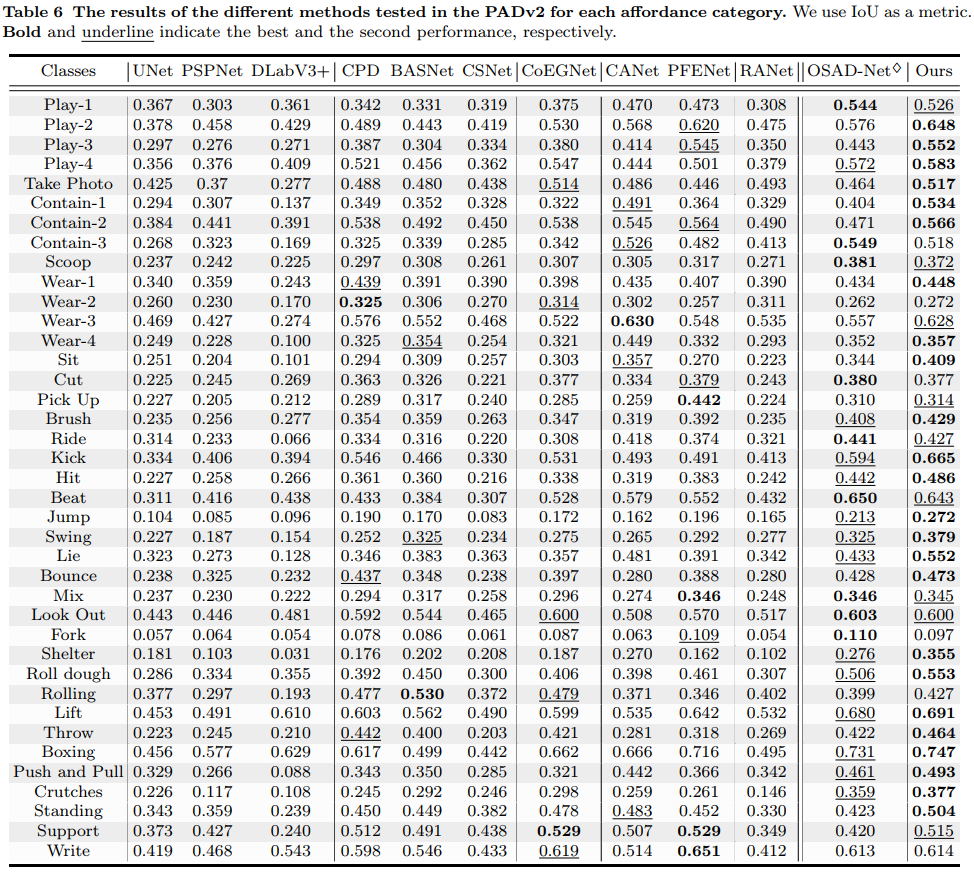 Table 6 The results of the different methods tested in the PADv2 for each affordance category. We use IoU as a metric.
Bold and underline indicate the best and the second performance, respectively.
Classes UNet PSPNet DLabV3+ CPD BASNet CSNet CoEGNet CANet PFENet RANet OSAD-Net◇ Ours
Play-1 0.367 0.303 0.361 0.342 0.331 0.319 0.375 0.470 0.473 0.308 0.544 0.526
Play-2 0.378 0.458 0.429 0.489 0.443 0.419 0.530 0.568 0.620 0.475 0.576 0.648
Play-3 0.297 0.276 0.271 0.387 0.304 0.334 0.380 0.414 0.545 0.350 0.443 0.552
Play-4 0.356 0.376 0.409 0.521 0.456 0.362 0.547 0.444 0.501 0.379 0.572 0.583
Take Photo 0.425 0.37 0.277 0.488 0.480 0.438 0.514 0.486 0.446 0.493 0.464 0.517
Contain-1 0.294 0.307 0.137 0.349 0.352 0.328 0.322 0.491 0.364 0.329 0.404 0.534
Contain-2 0.384 0.441 0.391 0.538 0.492 0.450 0.538 0.545 0.564 0.490 0.471 0.566
Contain-3 0.268 0.323 0.169 0.325 0.339 0.285 0.342 0.526 0.482 0.413 0.549 0.518
Scoop 0.237 0.242 0.225 0.297 0.308 0.261 0.307 0.305 0.317 0.271 0.381 0.372
Wear-1 0.340 0.359 0.243 0.439 0.391 0.390 0.398 0.435 0.407 0.390 0.434 0.448
Wear-2 0.260 0.230 0.170 0.325 0.306 0.270 0.314 0.302 0.257 0.311 0.262 0.272
Wear-3 0.469 0.427 0.274 0.576 0.552 0.468 0.522 0.630 0.548 0.535 0.557 0.628
Wear-4 0.249 0.228 0.100 0.325 0.354 0.254 0.321 0.449 0.332 0.293 0.352 0.357
Sit 0.251 0.204 0.101 0.294 0.309 0.257 0.303 0.357 0.270 0.223 0.344 0.409
Cut 0.225 0.245 0.269 0.363 0.326 0.221 0.377 0.334 0.379 0.243 0.380 0.377
Pick Up 0.227 0.205 0.212 0.289 0.317 0.240 0.285 0.259 0.442 0.224 0.310 0.314
Brush 0.235 0.256 0.277 0.354 0.359 0.263 0.347 0.319 0.392 0.235 0.408 0.429
Ride 0.314 0.233 0.066 0.334 0.316 0.220 0.308 0.418 0.374 0.321 0.441 0.427
Kick 0.334 0.406 0.394 0.546 0.466 0.330 0.531 0.493 0.491 0.413 0.594 0.665
Hit 0.227 0.258 0.266 0.361 0.360 0.216 0.338 0.319 0.383 0.242 0.442 0.486
Beat 0.311 0.416 0.438 0.433 0.384 0.307 0.528 0.579 0.552 0.432 0.650 0.643
Jump 0.104 0.085 0.096 0.190 0.170 0.083 0.172 0.162 0.196 0.165 0.213 0.272
Swing 0.227 0.187 0.154 0.252 0.325 0.234 0.275 0.265 0.292 0.277 0.325 0.379
Lie 0.323 0.273 0.128 0.346 0.383 0.363 0.357 0.481 0.391 0.342 0.433 0.552
Bounce 0.238 0.325 0.232 0.437 0.348 0.238 0.397 0.280 0.388 0.280 0.428 0.473
Mix 0.237 0.230 0.222 0.294 0.317 0.258 0.296 0.274 0.346 0.248 0.346 0.345
Look Out 0.443 0.446 0.481 0.592 0.544 0.465 0.600 0.508 0.570 0.517 0.603 0.600
Fork 0.057 0.064 0.054 0.078 0.086 0.061 0.087 0.063 0.109 0.054 0.110 0.097
Shelter 0.181 0.103 0.031 0.176 0.202 0.208 0.187 0.270 0.162 0.102 0.276 0.355
Roll dough 0.286 0.334 0.355 0.392 0.450 0.300 0.406 0.398 0.461 0.307 0.506 0.553
Rolling 0.377 0.297 0.193 0.477 0.530 0.372 0.479 0.371 0.346 0.402 0.399 0.427
Lift 0.453 0.491 0.610 0.603 0.562 0.490 0.599 0.535 0.642 0.532 0.680 0.691
Throw 0.223 0.245 0.210 0.442 0.400 0.203 0.421 0.281 0.318 0.269 0.422 0.464
Boxing 0.456 0.577 0.629 0.617 0.499 0.442 0.662 0.666 0.716 0.495 0.731 0.747
Push and Pull 0.329 0.266 0.088 0.343 0.350 0.285 0.321 0.442 0.366 0.342 0.461 0.493
Crutches 0.226 0.117 0.108 0.245 0.292 0.246 0.298 0.259 0.261 0.146 0.359 0.377
Standing 0.343 0.359 0.239 0.450 0.449 0.382 0.478 0.483 0.452 0.330 0.423 0.504
Support 0.373 0.427 0.240 0.512 0.491 0.438 0.529 0.507 0.529 0.349 0.420 0.515
Write 0.419 0.468 0.543 0.598 0.546 0.433 0.619 0.514 0.651 0.412 0.613 0.614